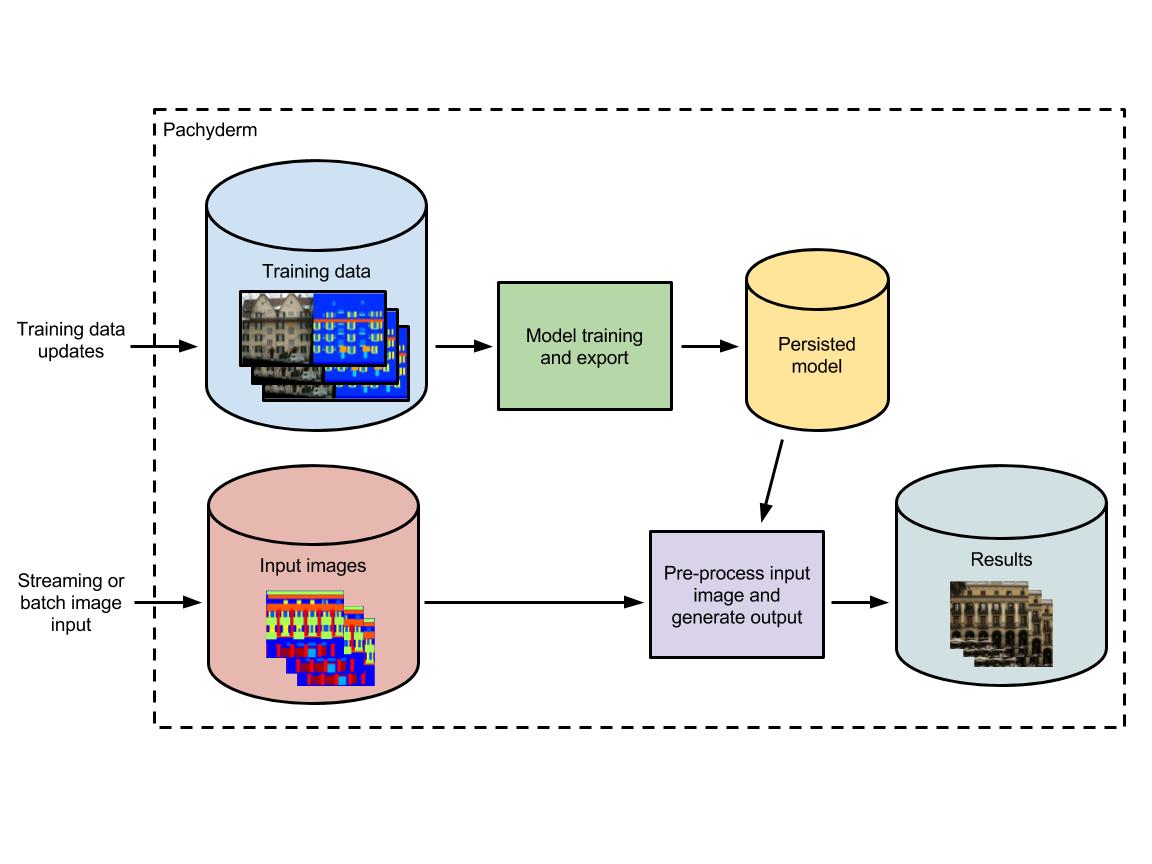 Pachyderm
Training data
Training data
updates
Model training
and export
Persisted
model
Input images
Streaming or
batch image
input
Pre-process input
image and
generate output
Results